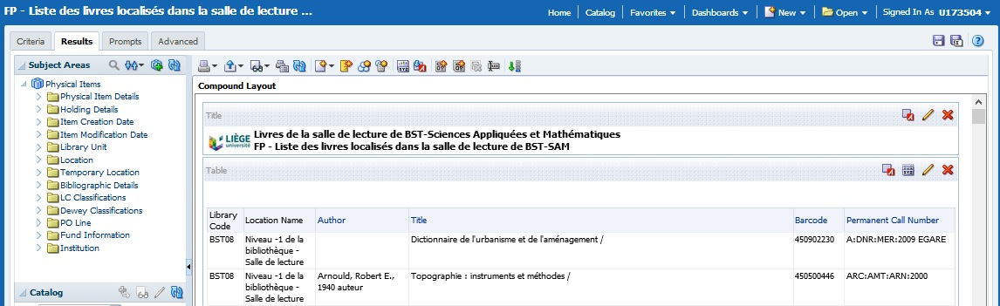 FP - Liste des livres localisés dans la salle de lecture ...
Home Catalog Favorites Dashboards New Open Signed In As U173504
Criteria Results Prompts Advanced
Subject Areas
Physical Items
Physical Item Details
Holding Details
Item Creation Date
Item Modification Date
Library Unit
Location
Temporary Location
Bibliographic Details
LC Classifications
Dewey Classifications
PO Line
Fund Information
Institution
Catalog
Compound Layout
Title
LIÈGE
université
Livres de la salle de lecture de BST-Sciences Appliquées et Mathématiques
FP - Liste des livres localisés dans la salle de lecture de BST-SAM
Table
Library Code Location Name Author Title Barcode Permanent Call Number
BST08 Niveau -1 de la Dictionnaire de l'urbanisme et de l'aménagement / 450902230 A:DNR:MER:2009 EGARE
bibliothèque -
Salle de lecture
BST08 Niveau -1 de la Arnould, Robert E., Topographie : instruments et méthodes / 450500446 ARC:AMT:ARN:2000
bibliothèque - 1940 auteur
Salle de lecture